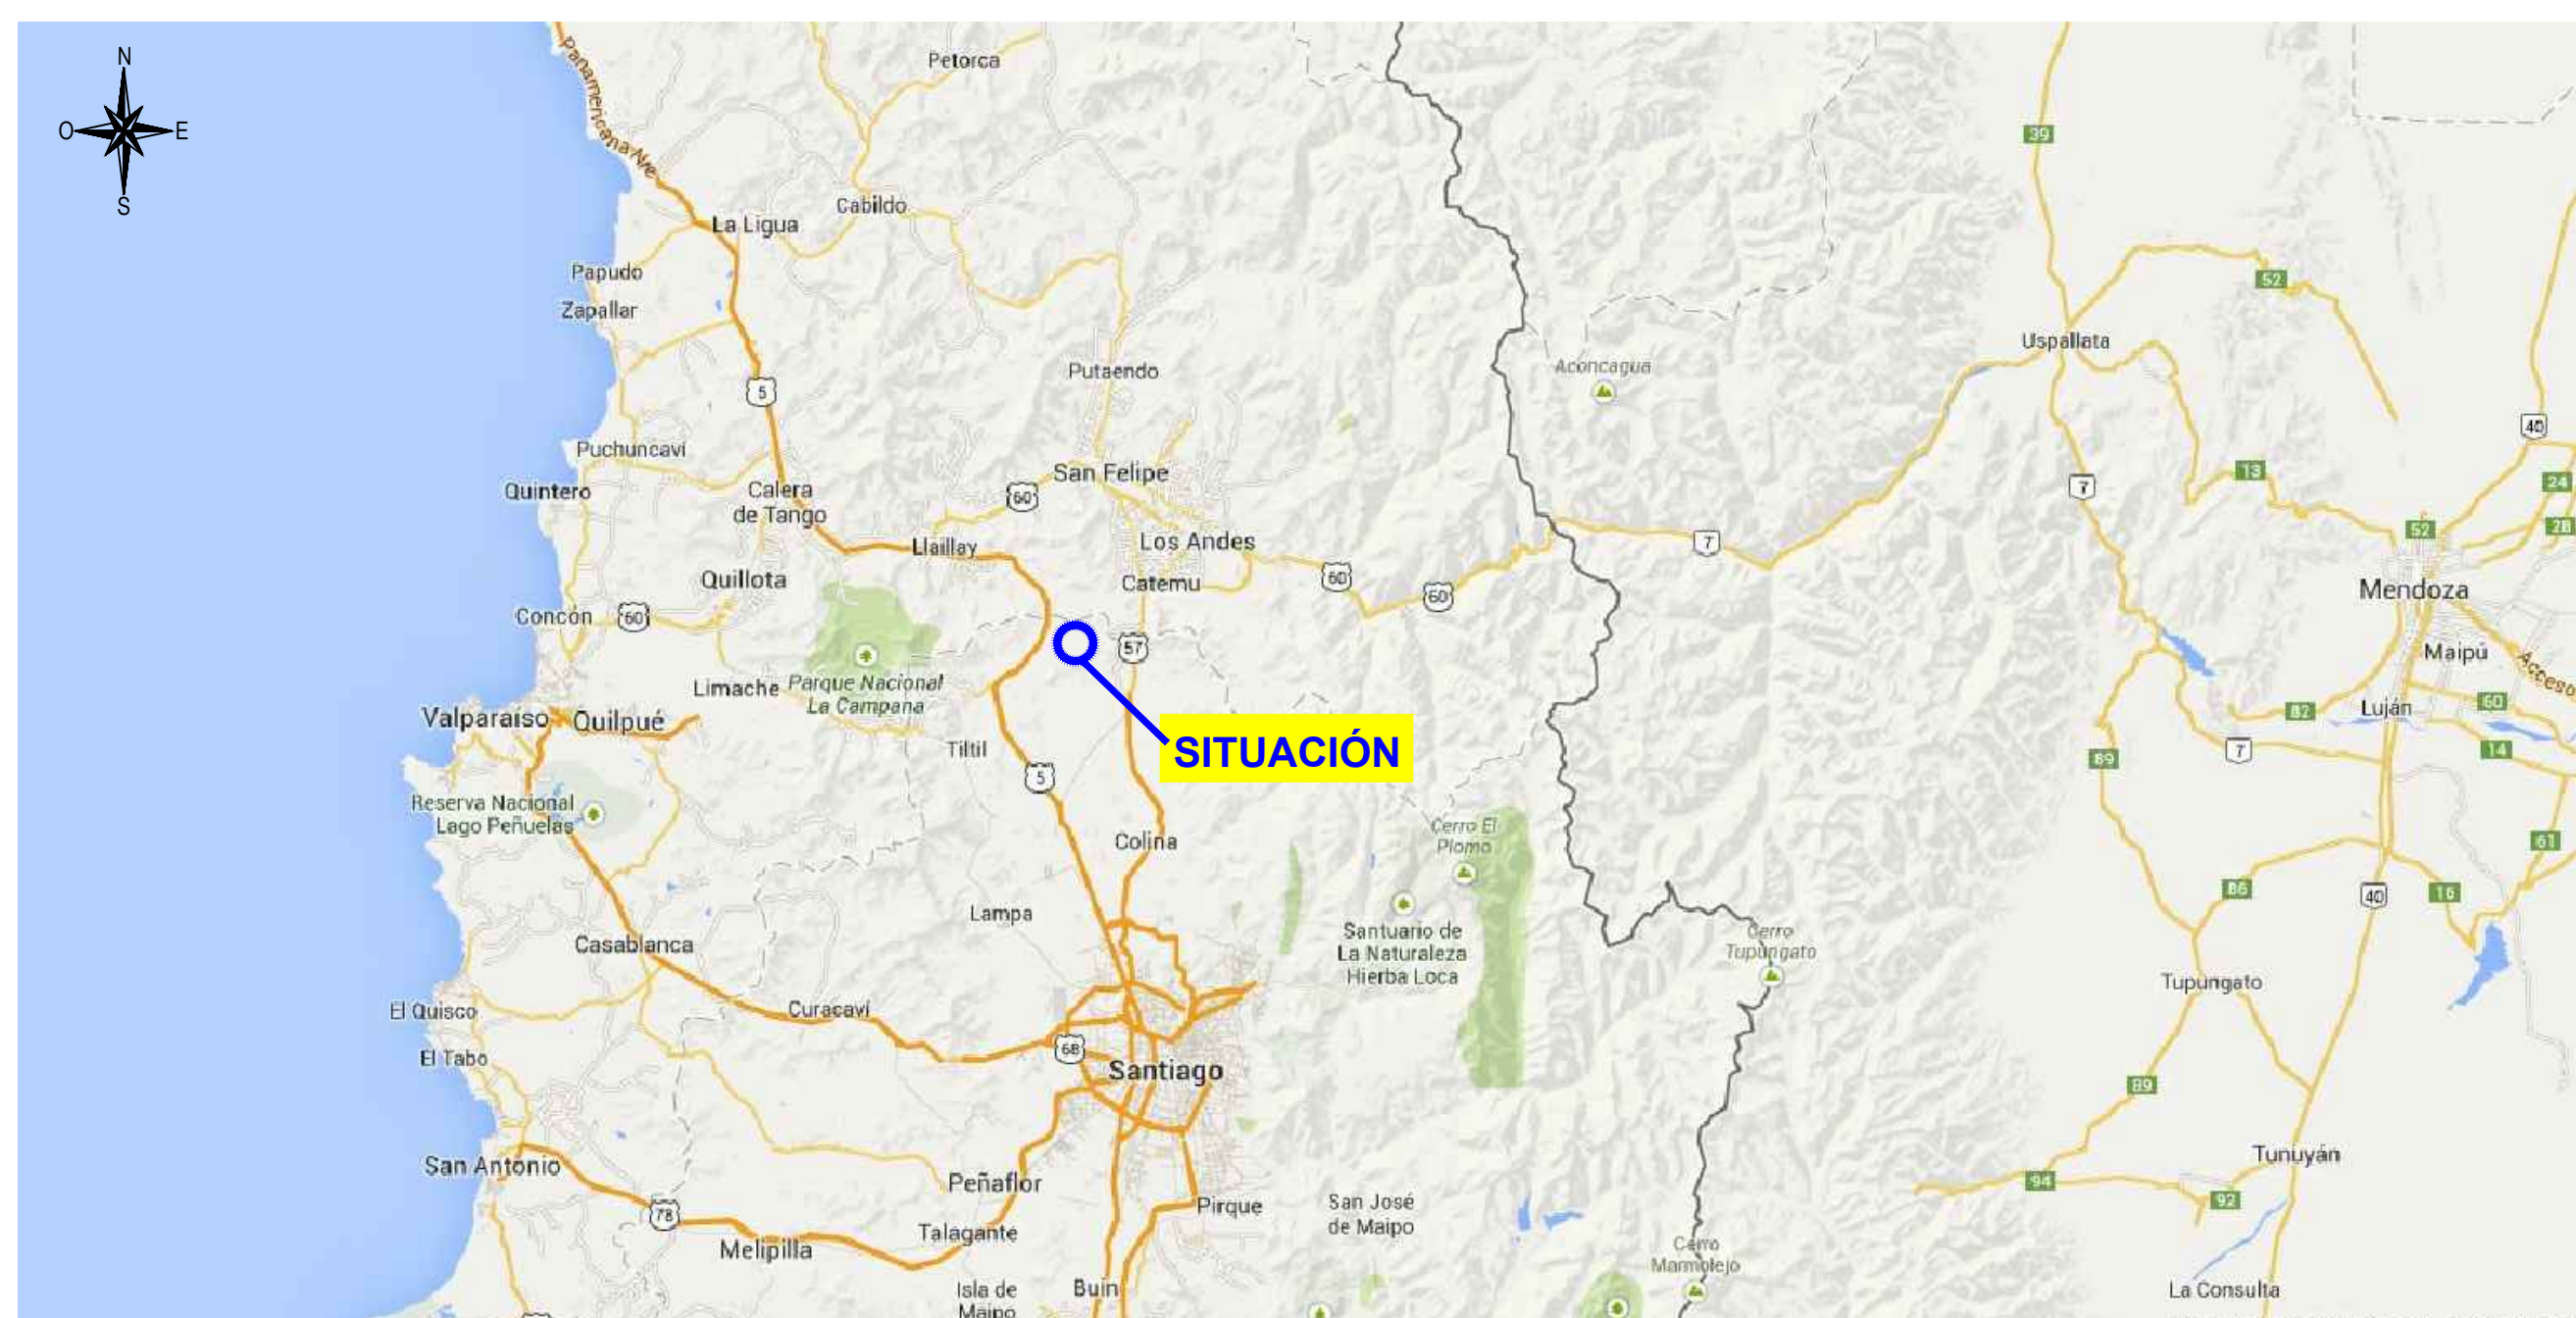 N
O
E
S
Panamericana Nte
Petorca
Cabildo
La Ligua
Papudo
Zapallar
39
52
Uspallata
Aconcagua
Putaendo
5
40
Puchuncaví
San Felipe
13
24
7
Quintero
60
Calera
de Tango
52
28
Los Andes
7
Llaillay
60
60
Quillota
Catemu
Mendoza
Concón
60
57
Maipú
Acceso
Limache
Parque Nacional
La Campana
Valparaíso
Quilpué
82
Luján
60
SITUACIÓN
Tiltil
5
89
7
14
Reserva Nacional
Lago Peñuelas
Colina
Cerro El
Plomo
61
86
40
16
Lampa
Santuario de
La Naturaleza
Hierba Loca
Casablanca
Cerro
Tupungato
Tupungato
El Quisco
Curacaví
El Tabo
68
Santiago
89
San Antonio
Peñaflor
Tunuyán
94
92
78
Pirque
San José
de Maipo
Talagante
Melipilla
Cerro
Marmolejo
Isla de
Maipo
Buin
La Consulta